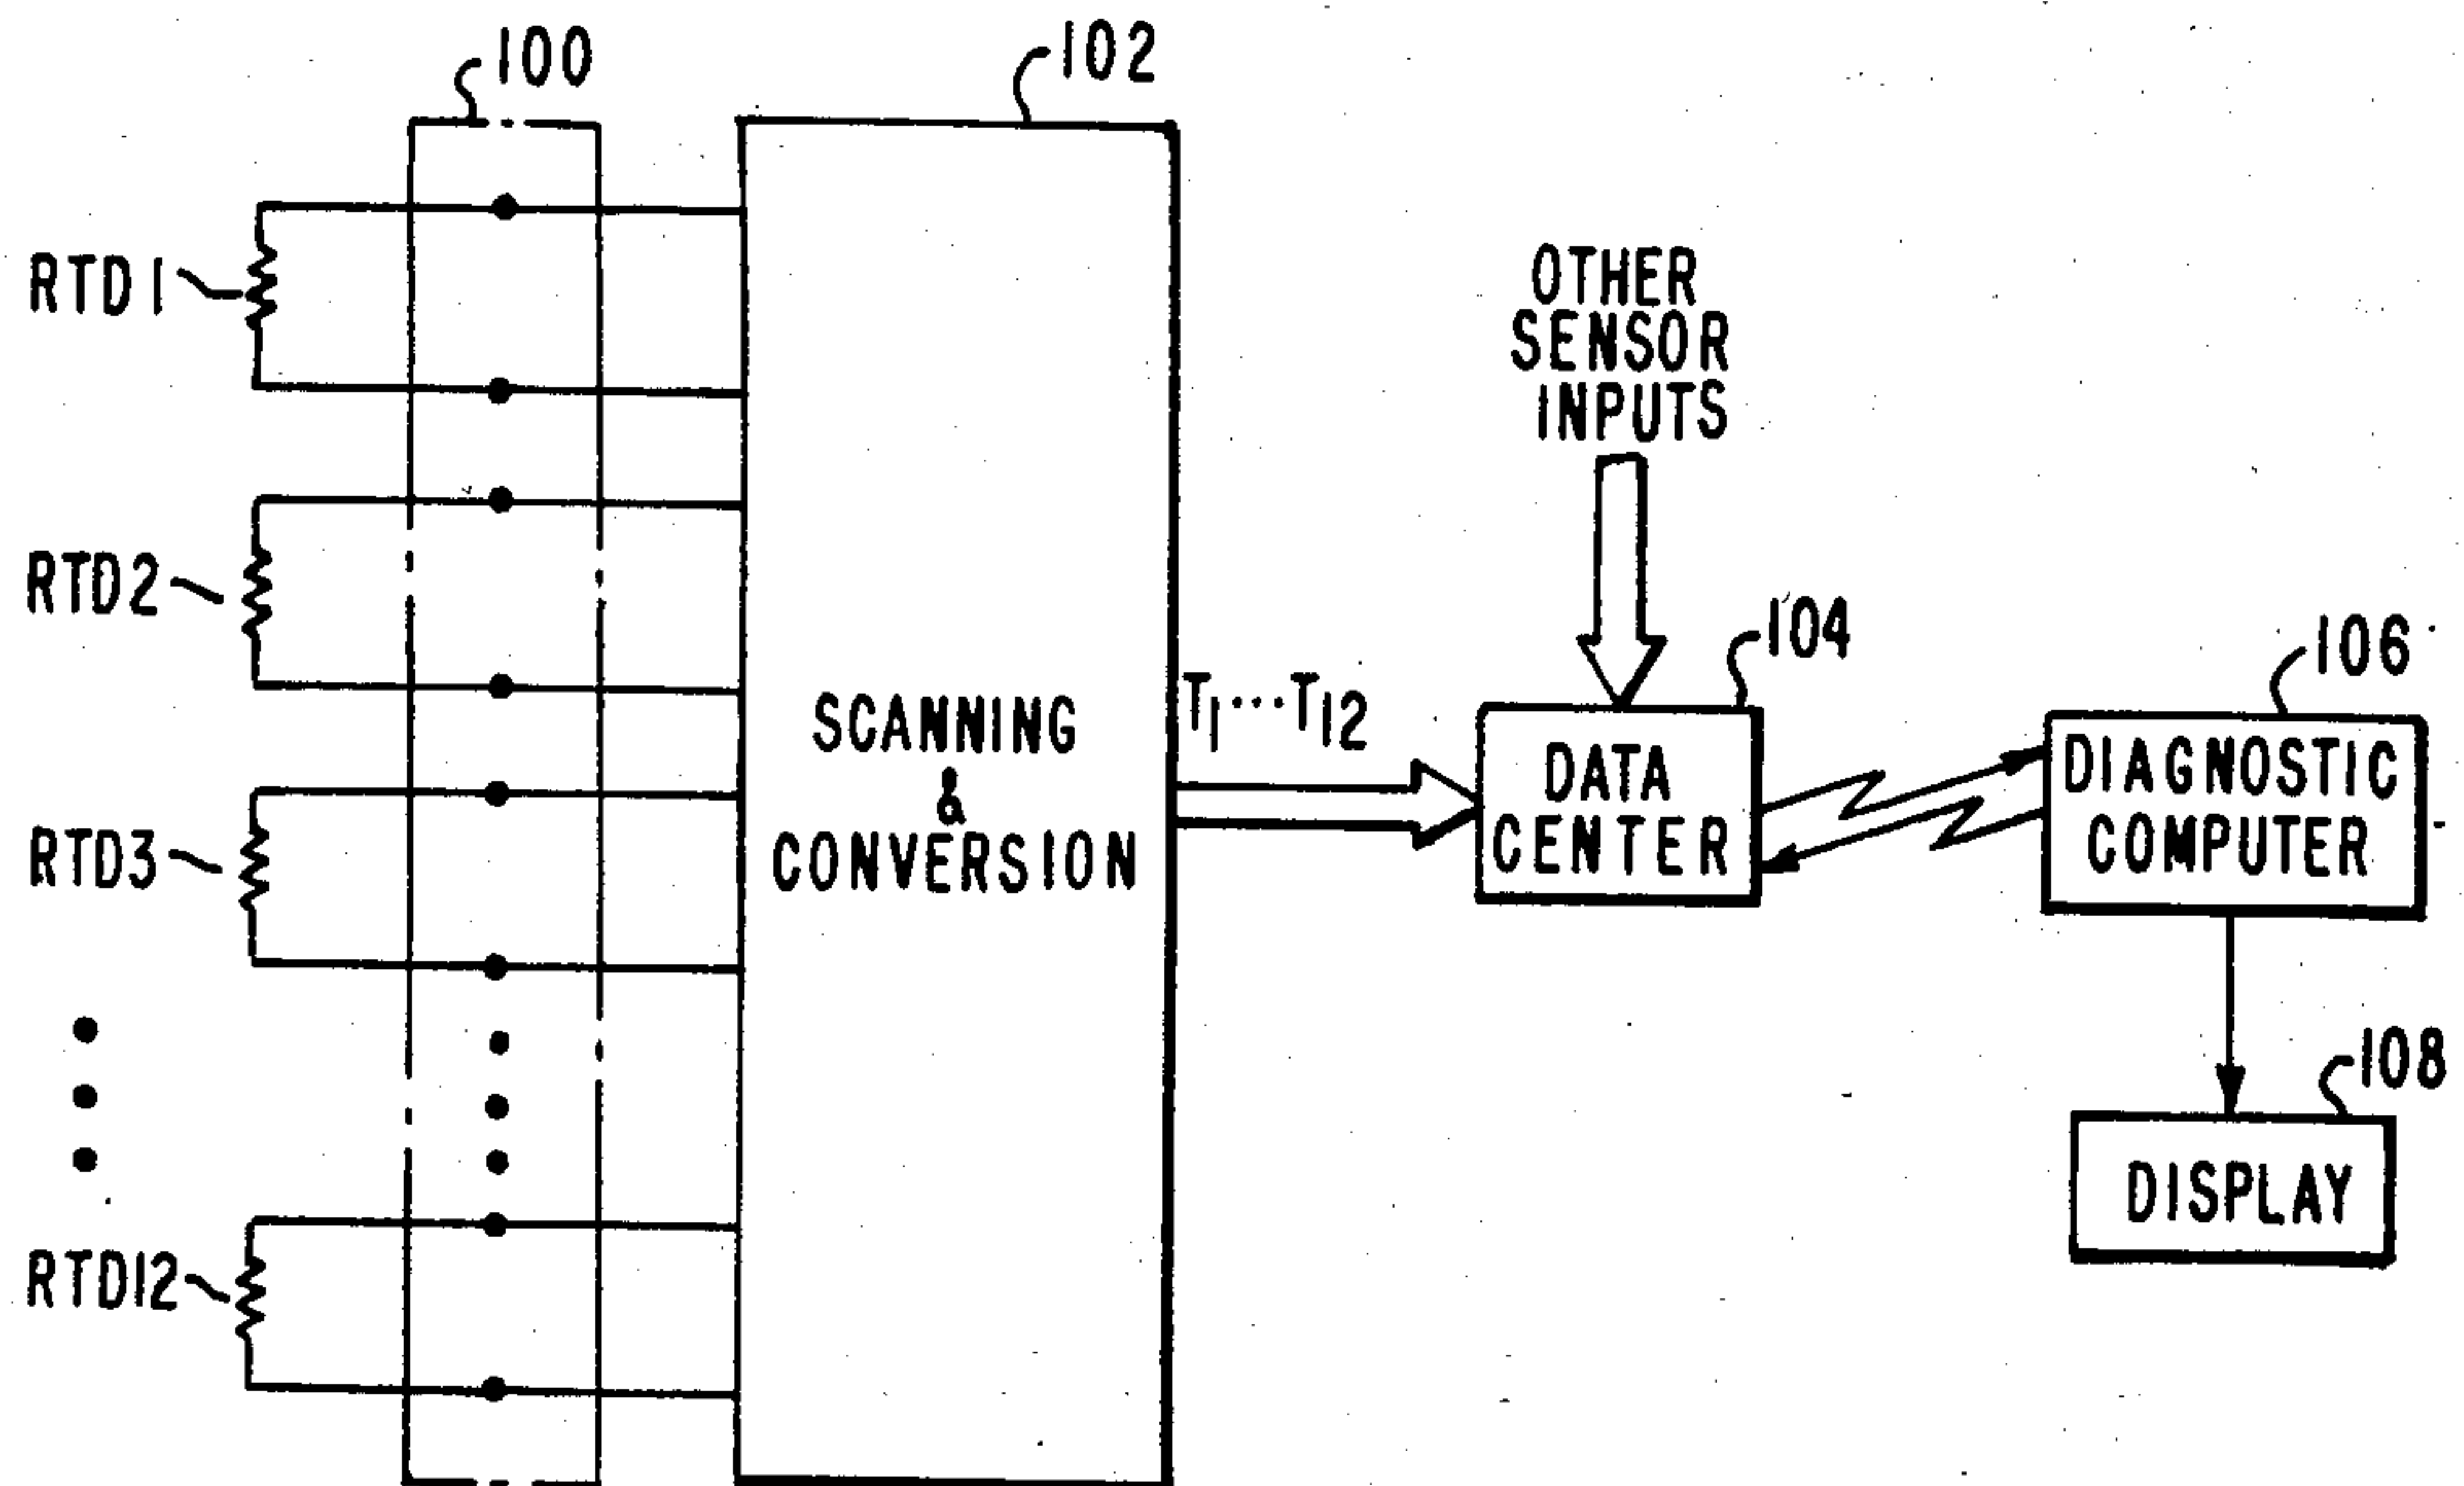 100
102
RTD1
RTD2
RTD3
RTD12
SCANNING
&
CONVERSION
T1...T12
OTHER
SENSOR
INPUTS
104
DATA
CENTER
106
DIAGNOSTIC
COMPUTER
108
DISPLAY